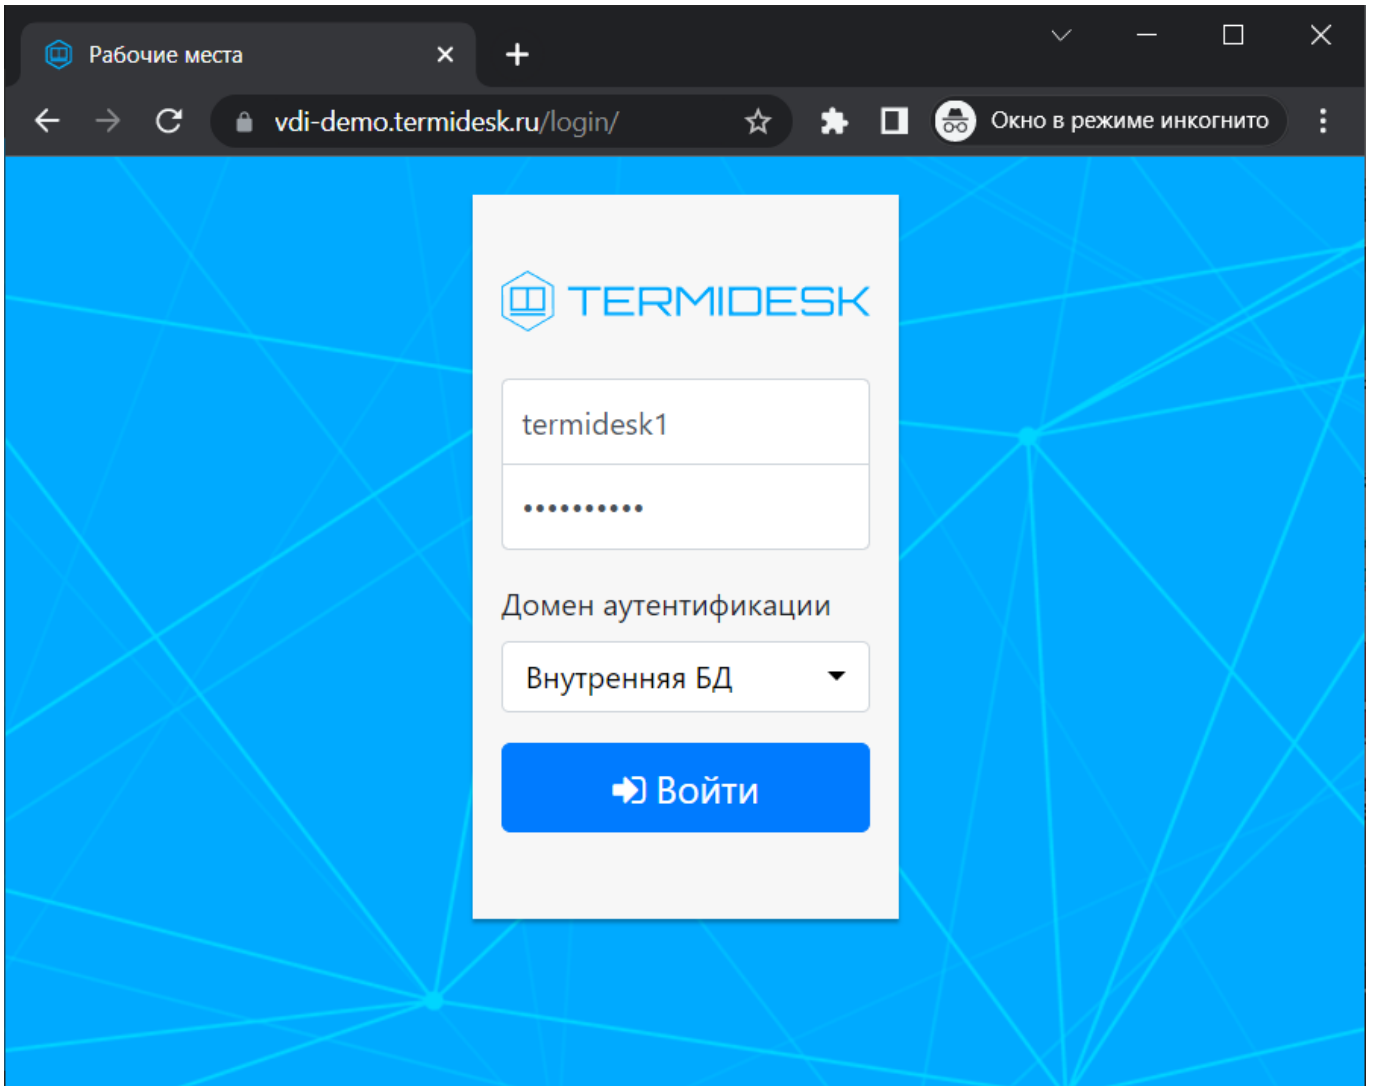 Рабочие места
vdi-demo.termidesk.ru/login/
Окно в режиме инкогнито
TERMIDESK
termidesk1
••••••••••
Домен аутентификации
Внутренняя БД
Войти